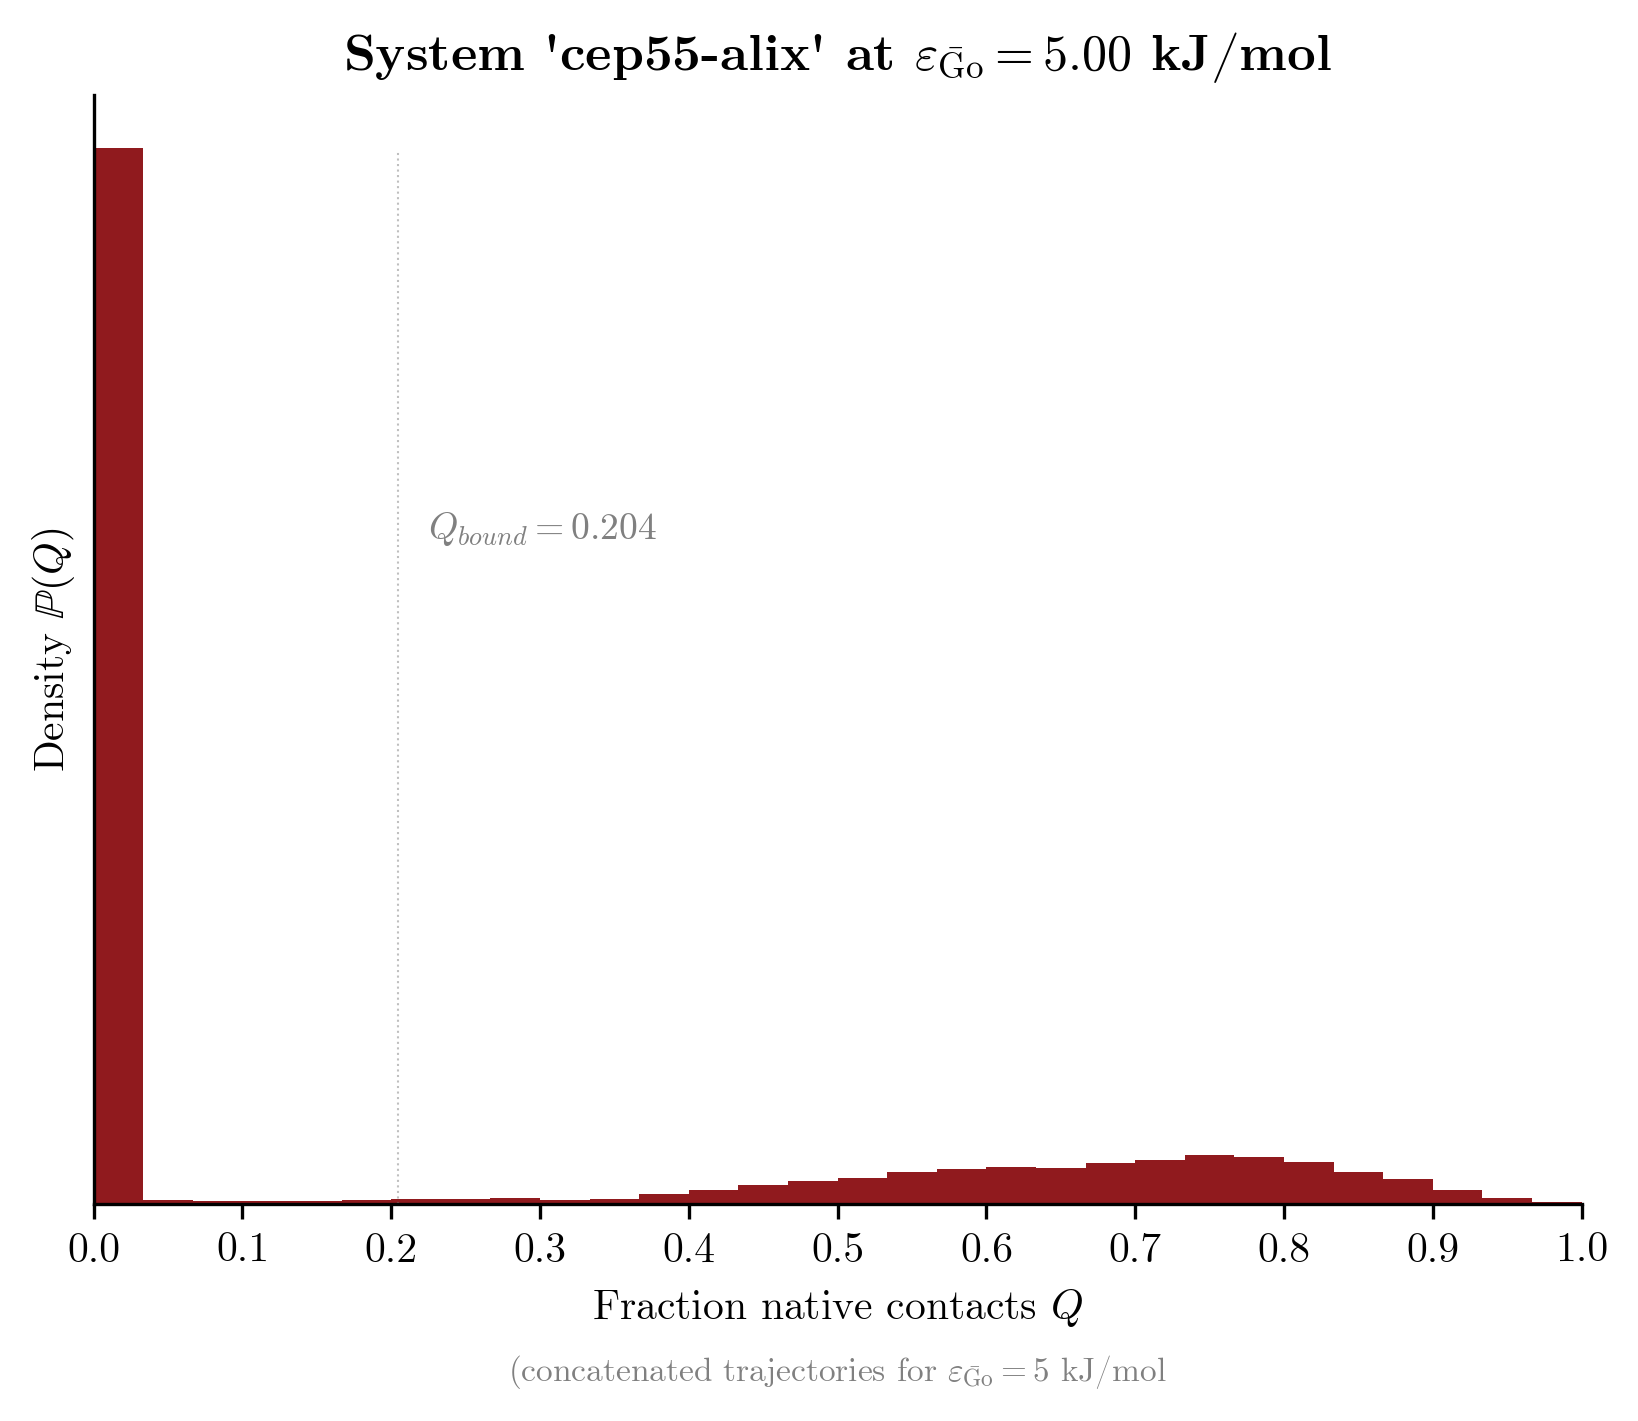 System 'cep55-alix' at ε_Ḡo = 5.00 kJ/mol
Density ℙ(Q)
Q_bound = 0.204
0.0 0.1 0.2 0.3 0.4 0.5 0.6 0.7 0.8 0.9 1.0
Fraction native contacts Q
(concatenated trajectories for ε_Ḡo = 5 kJ/mol